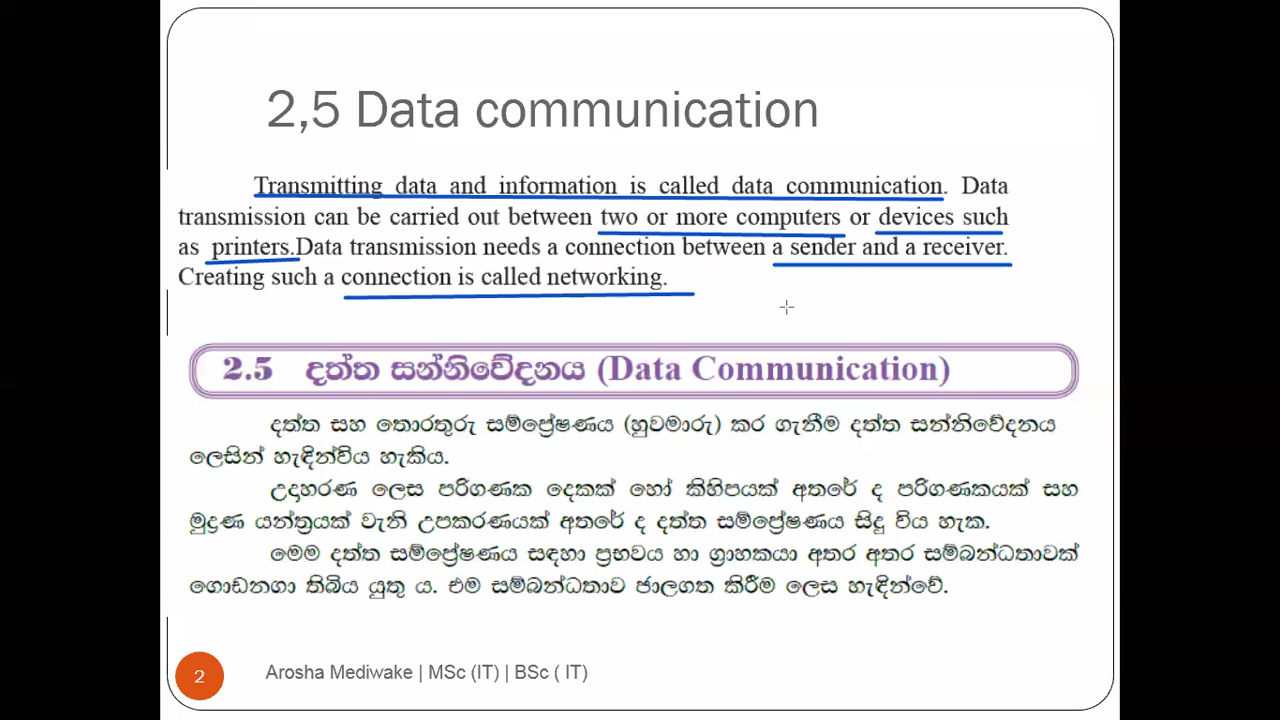 2,5 Data communication
Transmitting data and information is called data communication. Data
transmission can be carried out between two or more computers or devices such
as printers.Data transmission needs a connection between a sender and a receiver.
Creating such a connection is called networking.
2.5 දත්ත සන්නිවේදනය (Data Communication)
දත්ත සහ තොරතුරු සම්ප්‍රේෂණය (හුවමාරු) කර ගැනීම දත්ත සන්නිවේදනය
ලෙසින් හැඳින්විය හැකිය.
උදාහරණ ලෙස පරිගණක දෙකක් හෝ කිහිපයක් අතරේ ද පරිගණකයක් සහ
මුද්‍රණ යන්ත්‍රයක් වැනි උපකරණයක් අතරේ ද දත්ත සම්ප්‍රේෂණය සිදු විය හැක.
මෙම දත්ත සම්ප්‍රේෂණය සඳහා ප්‍රභවය හා ග්‍රාහකයා අතර අතර සම්බන්ධතාවක්
ගොඩනගා තිබිය යුතු ය. එම සම්බන්ධතාව ජාලගත කිරීම ලෙස හැඳින්වේ.
2 Arosha Mediwake | MSc (IT) | BSc ( IT)